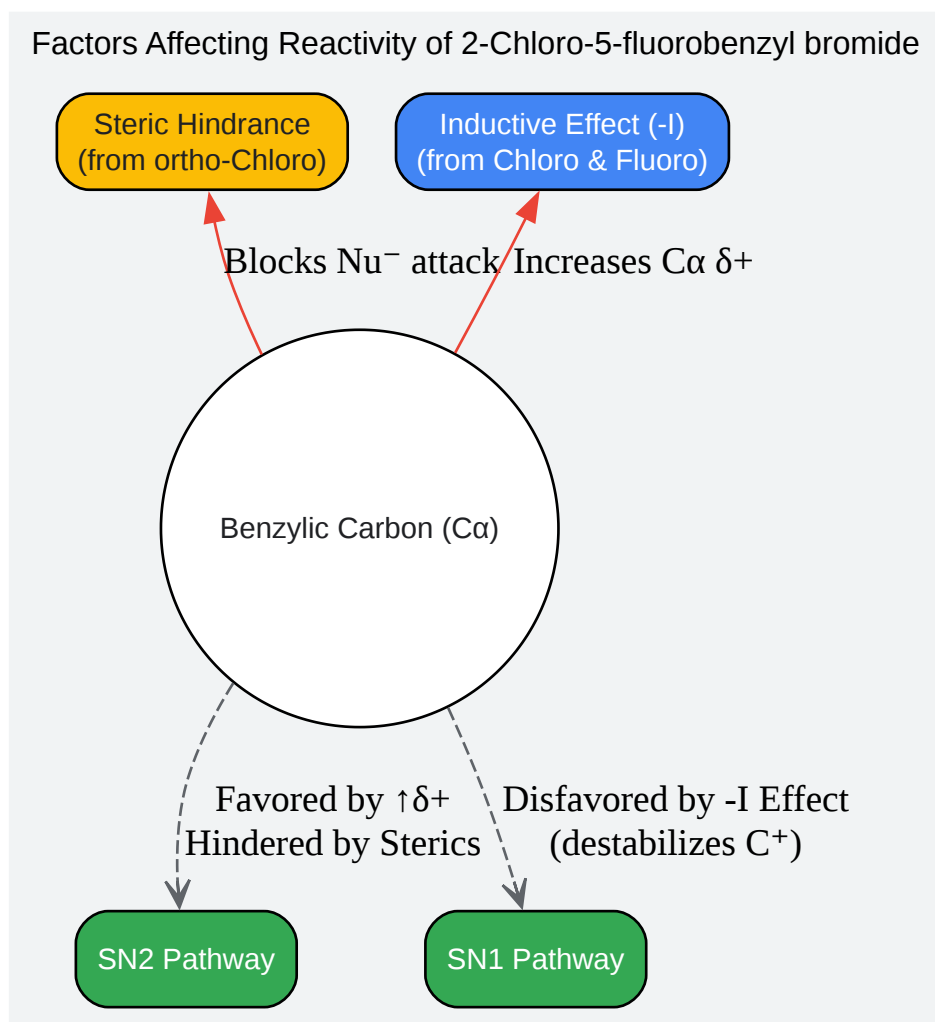 Factors Affecting Reactivity of 2-Chloro-5-fluorobenzyl bromide
Steric Hindrance
(from ortho-Chloro)
Inductive Effect (-I)
(from Chloro & Fluoro)
Blocks Nu⁻ attack
Increases Cα δ+
Benzylic Carbon (Cα)
Favored by ↑δ+
Hindered by Sterics
Disfavored by -I Effect
(destabilizes C⁺)
SN2 Pathway
SN1 Pathway